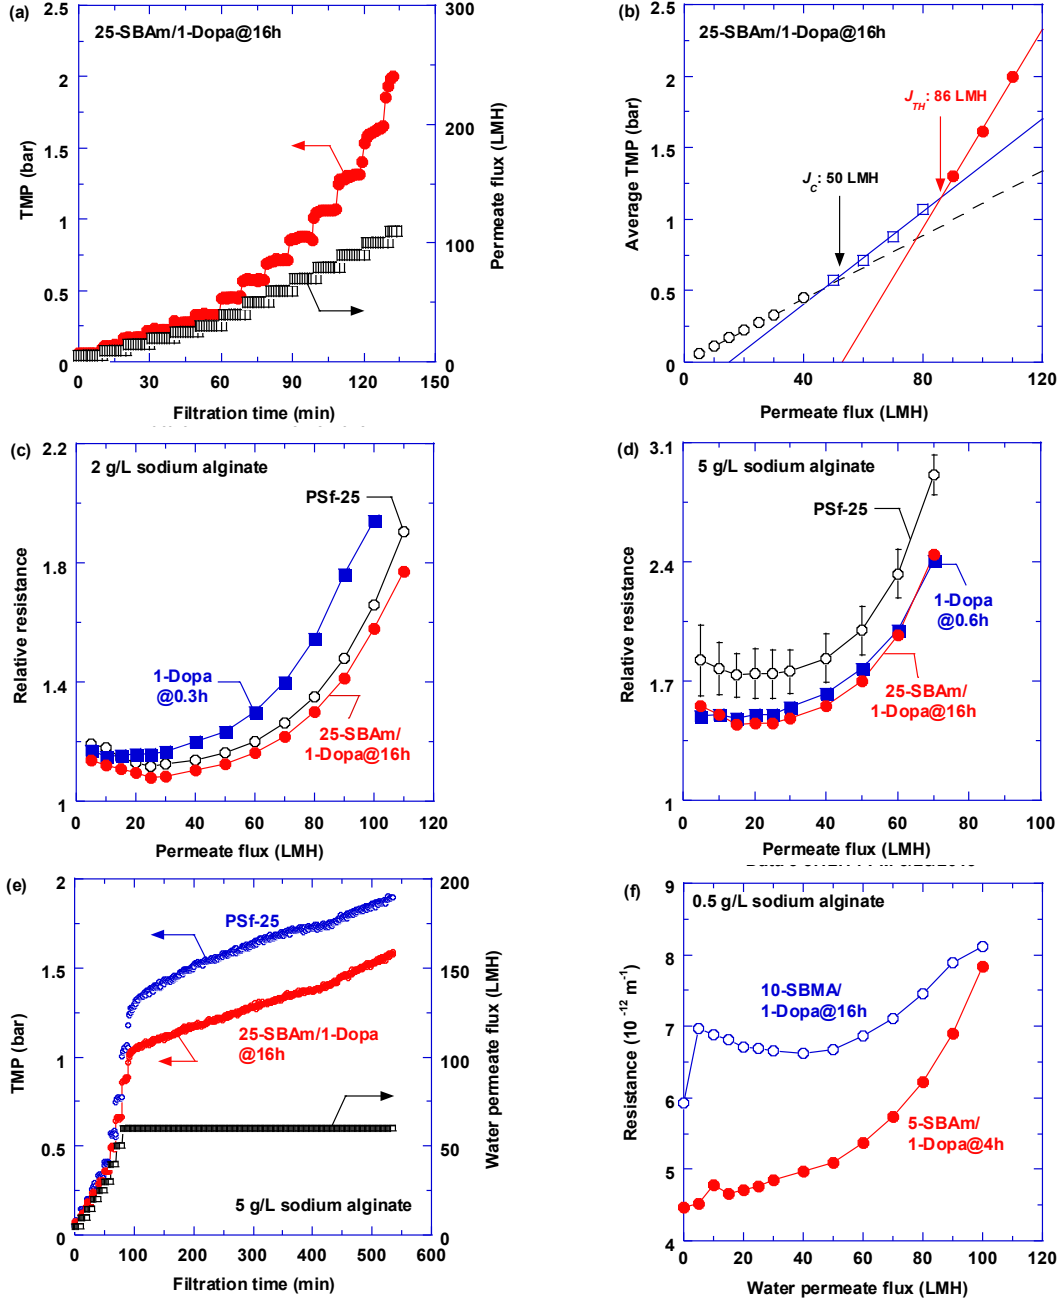 (a)
25-SBAm/1-Dopa@16h
TMP (bar)
2.5
2
1.5
1
0.5
0
300
200
100
0
Permeate flux (LMH)
0 30 60 90 120 150
Filtration time (min)
(b)
25-SBAm/1-Dopa@16h
Average TMP (bar)
2.5
2
1.5
1
0.5
0
J_TH: 86 LMH
J_C: 50 LMH
0 20 40 60 80 100 120
Permeate flux (LMH)
(c)
2 g/L sodium alginate
Relative resistance
2.2
1.8
1.4
1
PSf-25
1-Dopa
@0.3h
25-SBAm/
1-Dopa@16h
0 20 40 60 80 100 120
Permeate flux (LMH)
(d)
5 g/L sodium alginate
Relative resistance
3.1
2.4
1.7
1
PSf-25
1-Dopa
@0.6h
25-SBAm/
1-Dopa@16h
0 20 40 60 80 100
Permeate flux (LMH)
(e)
TMP (bar)
2
1.5
1
0.5
0
200
150
100
50
0
Water permeate flux (LMH)
PSf-25
25-SBAm/1-Dopa
@16h
5 g/L sodium alginate
0 100 200 300 400 500 600
Filtration time (min)
(f)
0.5 g/L sodium alginate
Resistance (10^-12 m^-1)
9
8
7
6
5
4
10-SBMA/
1-Dopa@16h
5-SBAm/
1-Dopa@4h
0 20 40 60 80 100 120
Water permeate flux (LMH)